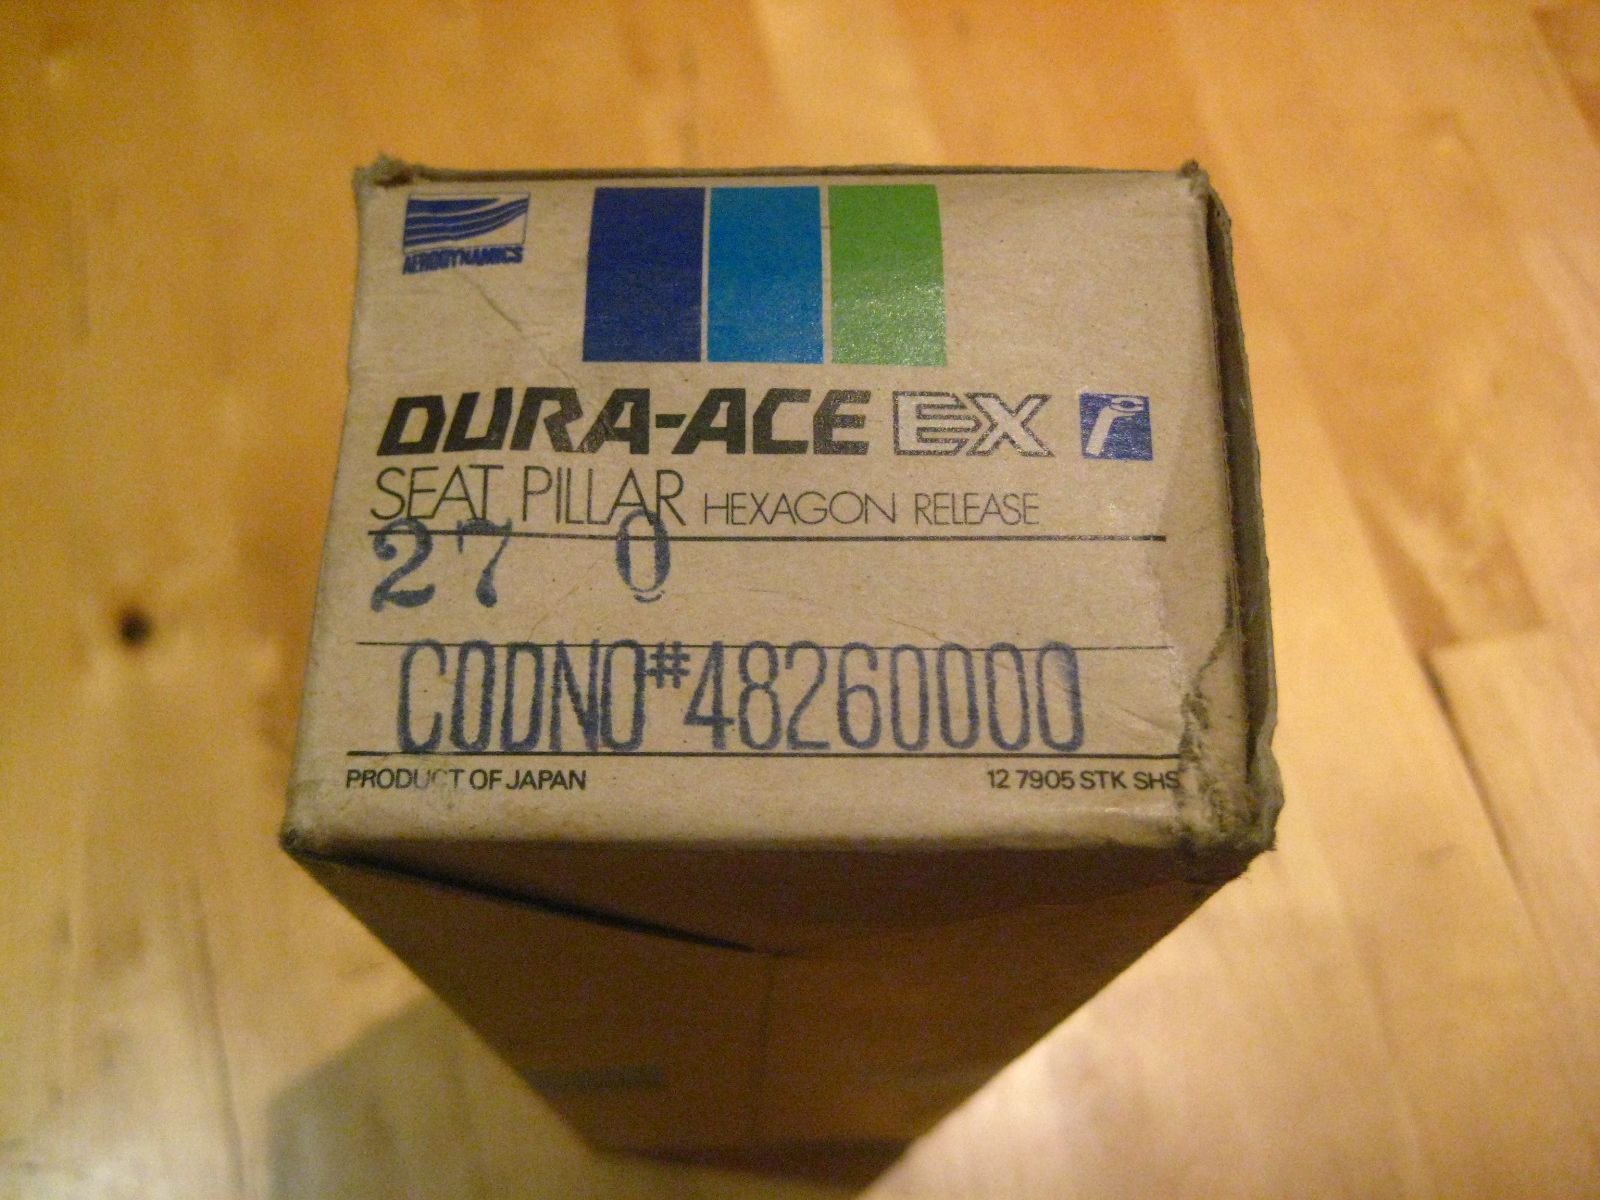 AERODYNAMICS
DURA-ACE EX
SEAT PILLAR HEXAGON RELEASE
27 0
CODNO#48260000
PRODUCT OF JAPAN 12 7905 STK SHS